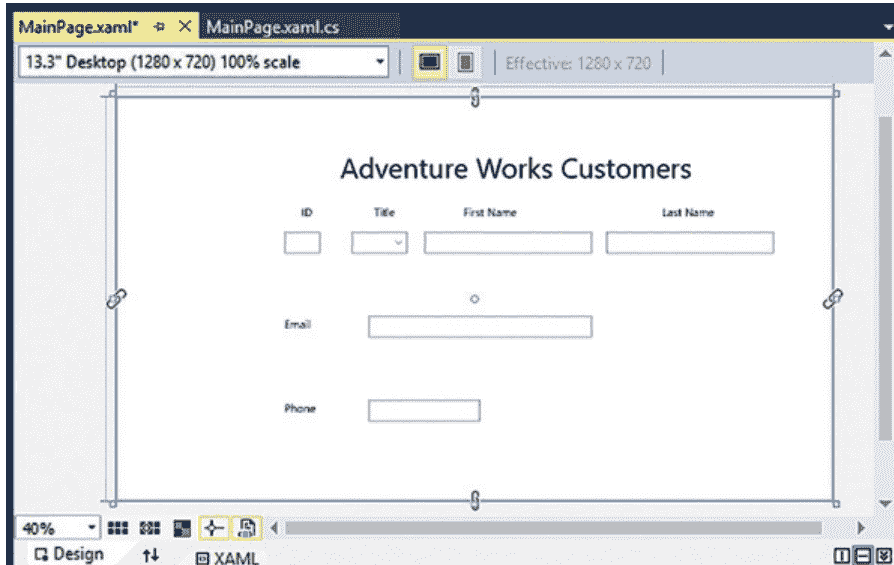 MainPage.xaml* MainPage.xaml.cs
13.3" Desktop (1280 x 720) 100% scale Effective: 1280 x 720
Adventure Works Customers
ID Title First Name Last Name
Email
Phone
40%
Design XAML